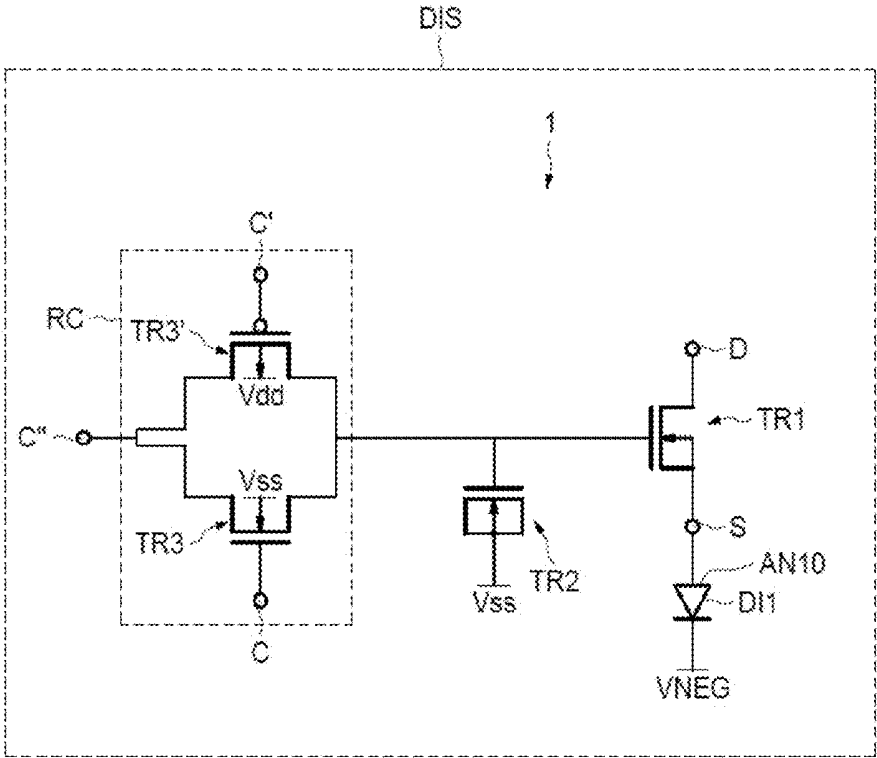 DIS
1
C'
RC
TR3'
Vdd
D
TR1
C"
Vss
TR3
S
TR2
AN10
DI1
Vss
C
VNEG